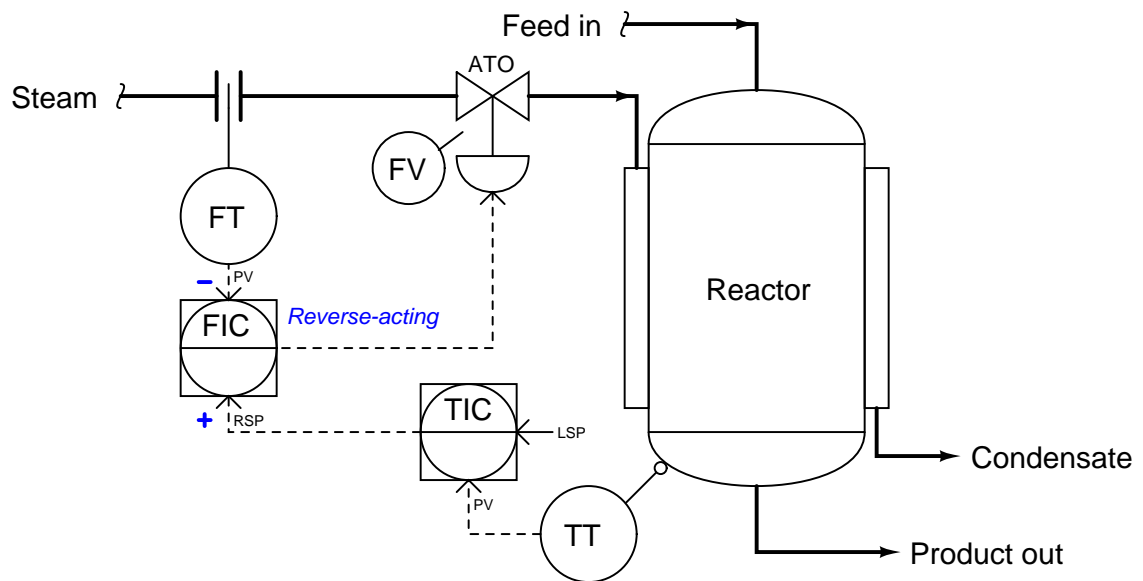 Feed in
ATO
Steam
FV
FT
PV
−
Reactor
FIC
Reverse-acting
+
RSP
TIC
LSP
Condensate
PV
TT
Product out